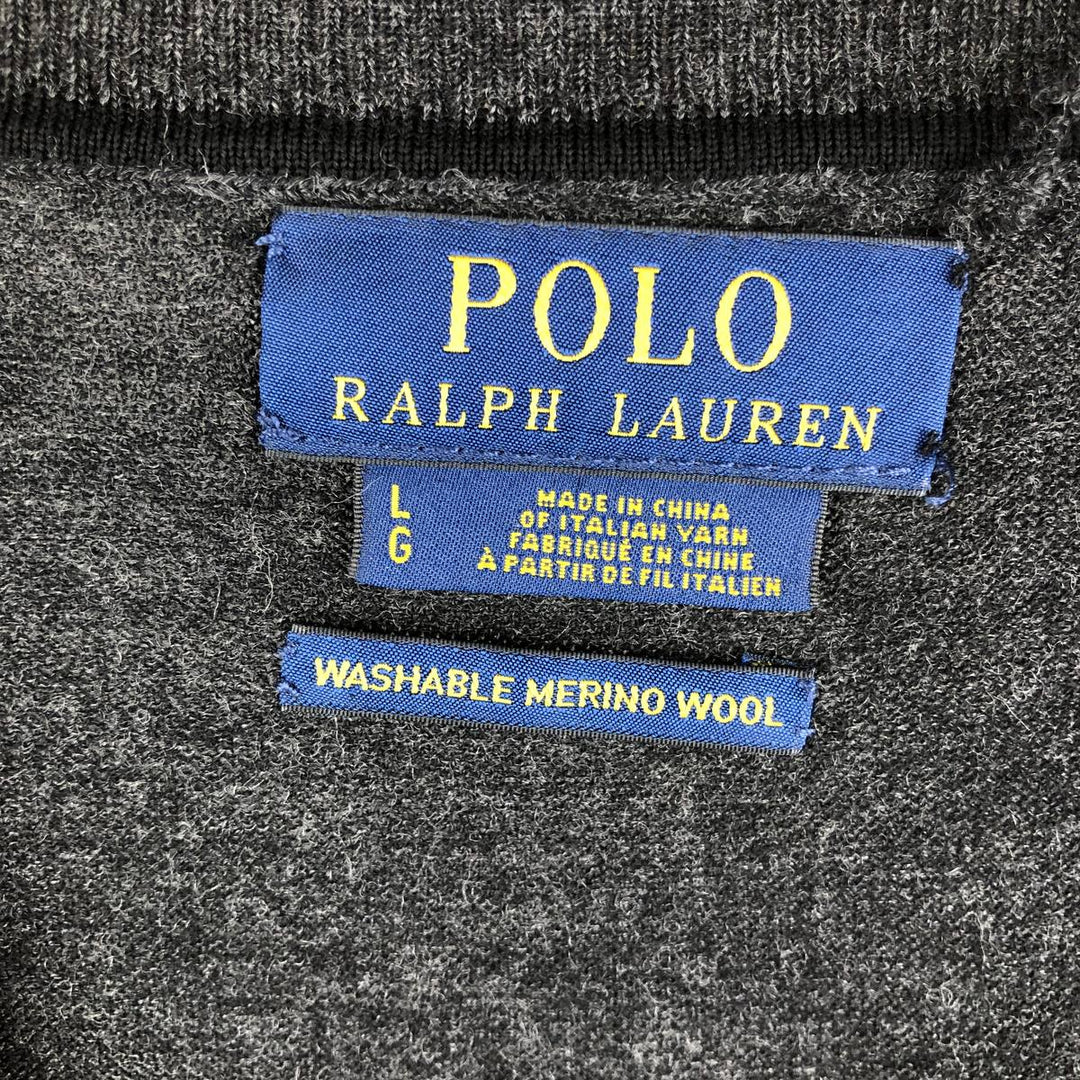 POLO
RALPH LAUREN
L
G
MADE IN CHINA
OF ITALIAN YARN
FABRIQUÉ EN CHINE
À PARTIR DE FIL ITALIEN
WASHABLE MERINO WOOL